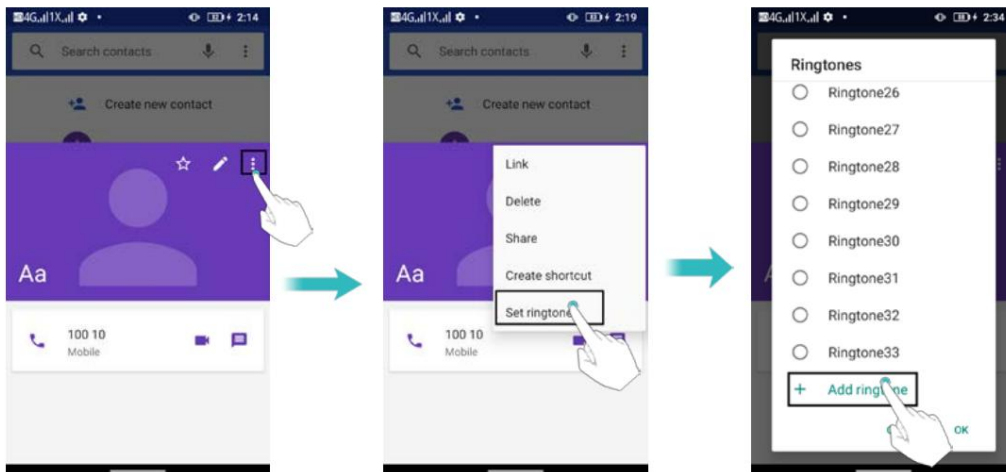 4G 1X 2:14
Search contacts
Create new contact
Aa
100 10
Mobile
4G 1X 2:19
Search contacts
Create new contact
Link
Delete
Share
Create shortcut
Set ringtone
Aa
100 10
Mobile
4G 1X 2:34
Ringtones
Ringtone26
Ringtone27
Ringtone28
Ringtone29
Ringtone30
Ringtone31
Ringtone32
Ringtone33
+ Add ringtone
OK